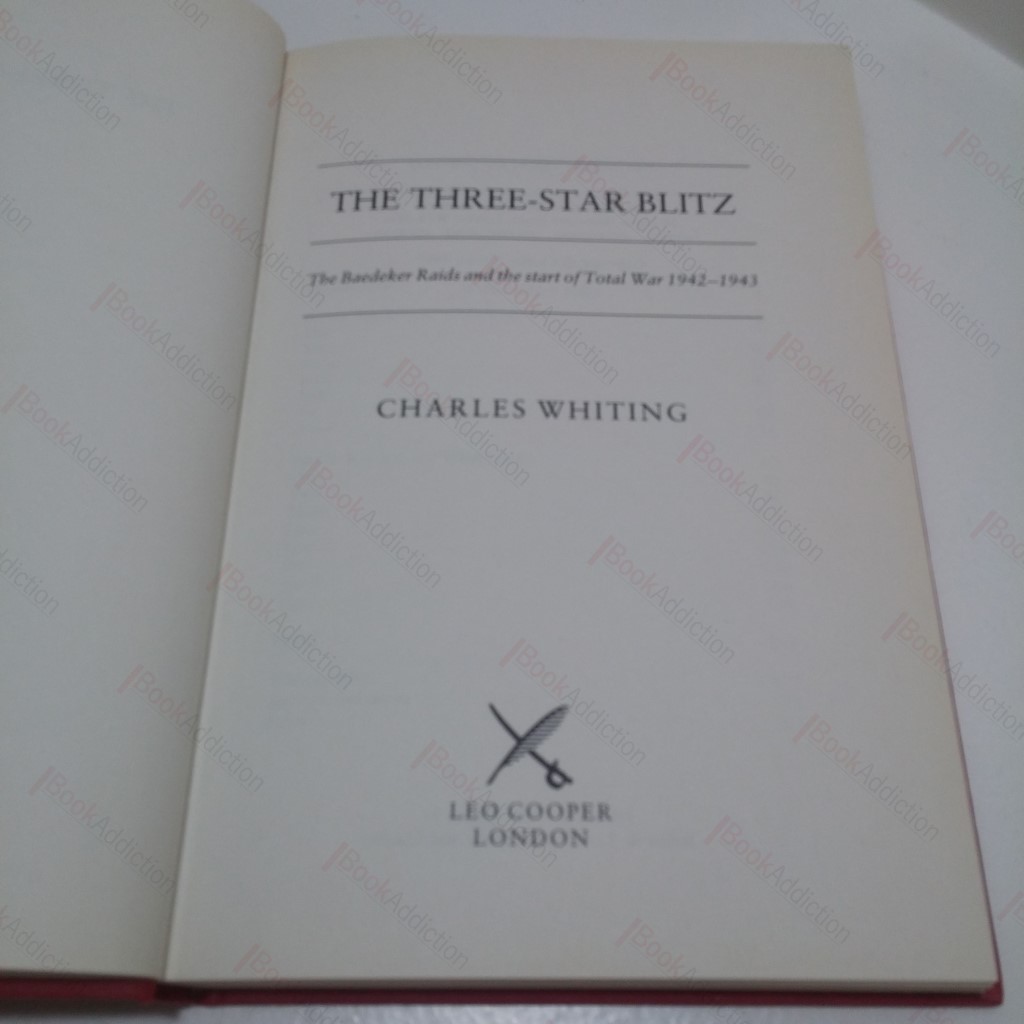 THE THREE-STAR BLITZ
The Baedeker Raids and the start of Total War 1942–1943
CHARLES WHITING
LEO COOPER
LONDON
BookAddiction